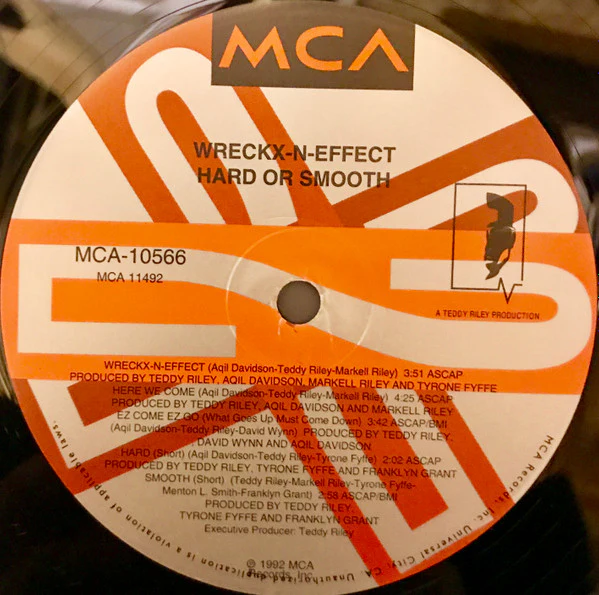 MCA
WRECKX-N-EFFECT
HARD OR SMOOTH
MCA-10566
MCA 11492
A TEDDY RILEY PRODUCTION
WRECKX-N-EFFECT (Aqil Davidson-Teddy Riley-Markell Riley) 3:51 ASCAP
PRODUCED BY TEDDY RILEY, AQIL DAVIDSON, MARKELL RILEY AND TYRONE FYFFE
HERE WE COME (Aqil Davidson-Teddy Riley-Markell Riley) 4:25 ASCAP
PRODUCED BY TEDDY RILEY, AQIL DAVIDSON AND MARKELL RILEY
EZ COME EZ GO (What Goes Up Must Come Down) 3:42 ASCAP/BMI
(Aqil Davidson-Teddy Riley-David Wynn) PRODUCED BY TEDDY RILEY,
DAVID WYNN AND AQIL DAVIDSON
HARD (Short) (Aqil Davidson-Teddy Riley-Tyrone Fyffe) 2:02 ASCAP
PRODUCED BY TEDDY RILEY, TYRONE FYFFE AND FRANKLYN GRANT
SMOOTH (Short) (Teddy Riley-Markell Riley-Tyrone Fyffe-
Menton L. Smith-Franklyn Grant) 2:58 ASCAP/BMI
PRODUCED BY TEDDY RILEY,
TYRONE FYFFE AND FRANKLYN GRANT
Executive Producer: Teddy Riley
℗ 1992 MCA
Records, Inc.
MCA Records, Inc. Universal City, CA. Unauthorized duplication is a violation of applicable laws.